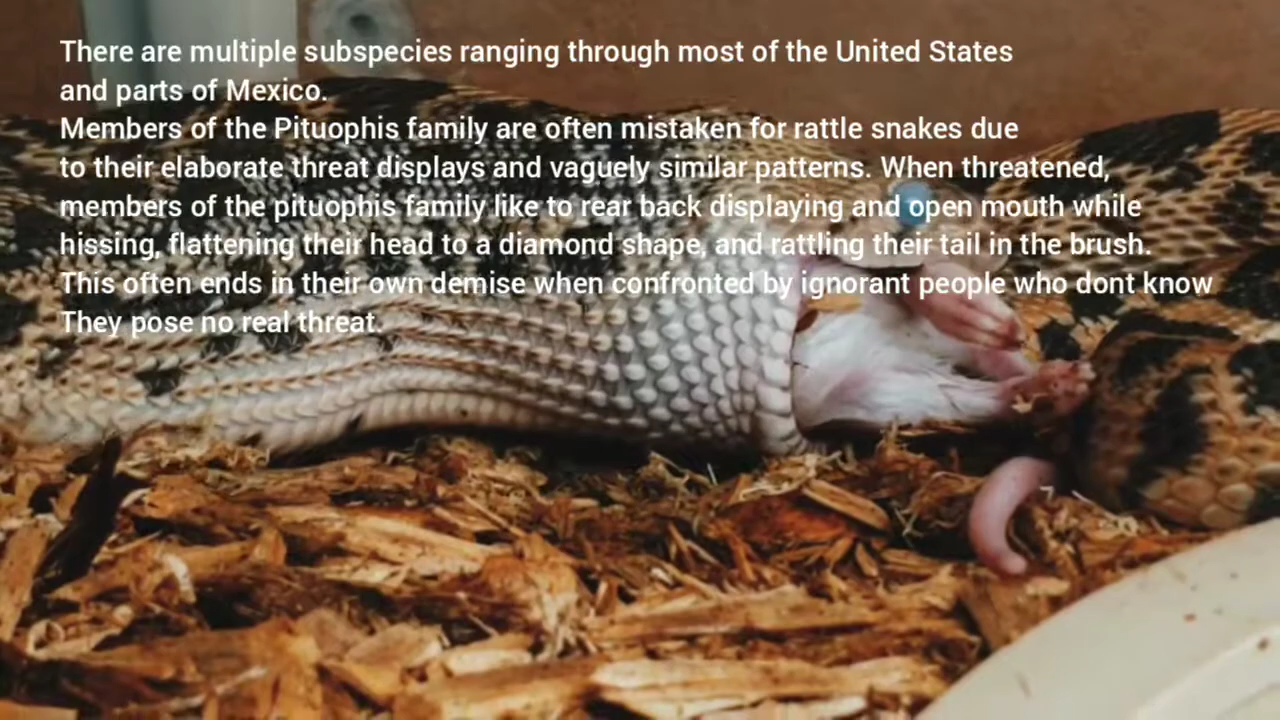 There are multiple subspecies ranging through most of the United States
and parts of Mexico.
Members of the Pituophis family are often mistaken for rattle snakes due
to their elaborate threat displays and vaguely similar patterns. When threatened,
members of the pituophis family like to rear back displaying and open mouth while
hissing, flattening their head to a diamond shape, and rattling their tail in the brush.
This often ends in their own demise when confronted by ignorant people who dont know
They pose no real threat.